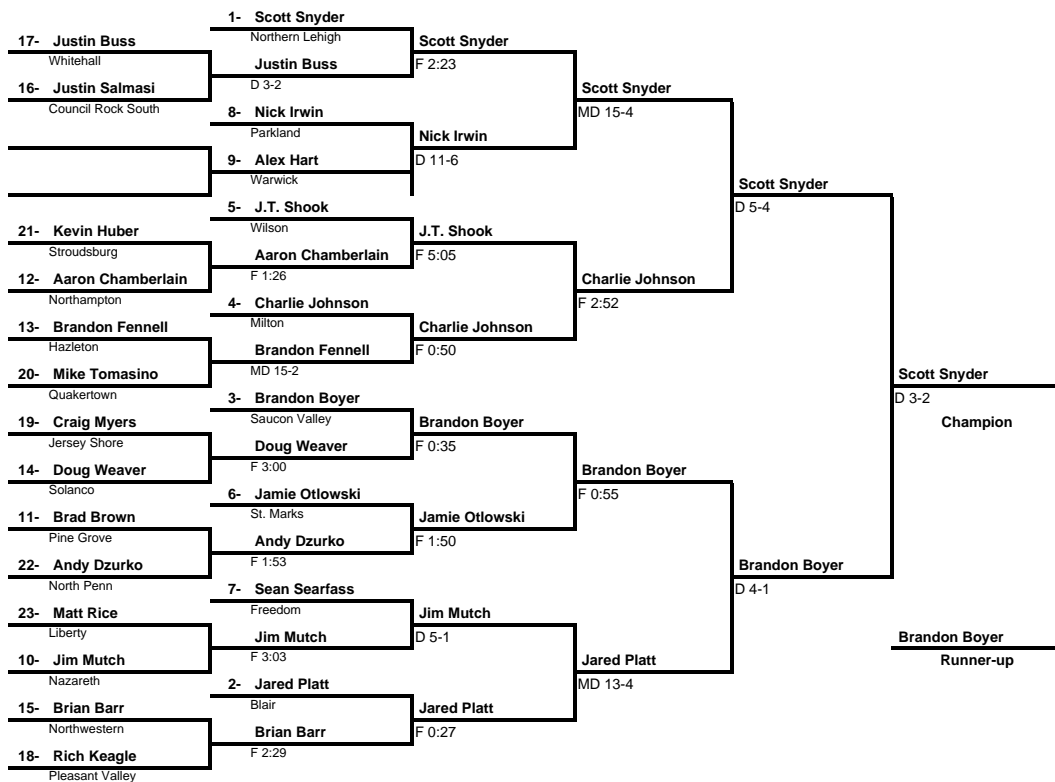 1- Scott Snyder
Northern Lehigh
17- Justin Buss
Whitehall
Scott Snyder
F 2:23
Justin Buss
D 3-2
16- Justin Salmasi
Council Rock South
Scott Snyder
MD 15-4
8- Nick Irwin
Parkland
Nick Irwin
D 11-6
9- Alex Hart
Warwick
Scott Snyder
D 5-4
5- J.T. Shook
Wilson
21- Kevin Huber
Stroudsburg
J.T. Shook
F 5:05
Aaron Chamberlain
F 1:26
12- Aaron Chamberlain
Northampton
Charlie Johnson
F 2:52
4- Charlie Johnson
Milton
13- Brandon Fennell
Hazleton
Charlie Johnson
F 0:50
Brandon Fennell
MD 15-2
20- Mike Tomasino
Quakertown
Scott Snyder
D 3-2
Champion
3- Brandon Boyer
Saucon Valley
19- Craig Myers
Jersey Shore
Brandon Boyer
F 0:35
Doug Weaver
F 3:00
14- Doug Weaver
Solanco
Brandon Boyer
F 0:55
6- Jamie Otlowski
St. Marks
11- Brad Brown
Pine Grove
Jamie Otlowski
F 1:50
Andy Dzurko
F 1:53
22- Andy Dzurko
North Penn
Brandon Boyer
D 4-1
7- Sean Searfass
Freedom
23- Matt Rice
Liberty
Jim Mutch
D 5-1
Jim Mutch
F 3:03
10- Jim Mutch
Nazareth
Jared Platt
MD 13-4
Brandon Boyer
Runner-up
2- Jared Platt
Blair
15- Brian Barr
Northwestern
Jared Platt
F 0:27
Brian Barr
F 2:29
18- Rich Keagle
Pleasant Valley